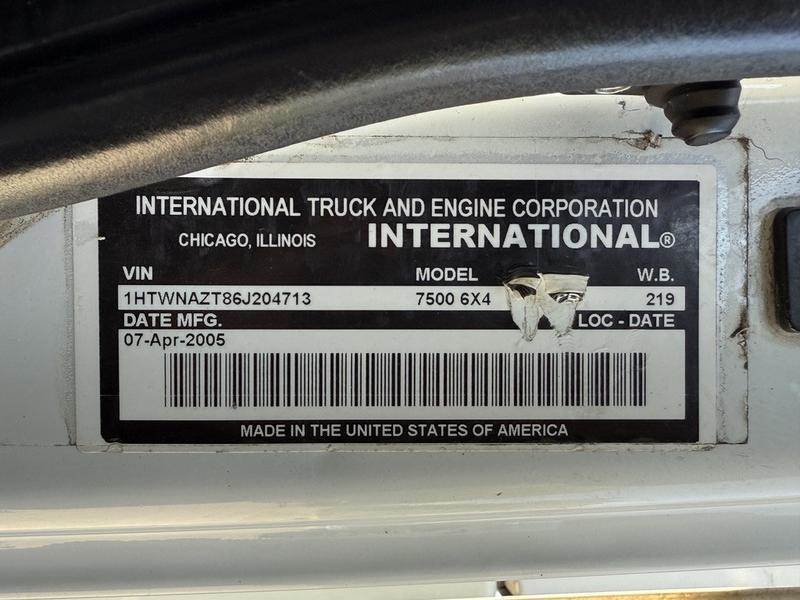 INTERNATIONAL TRUCK AND ENGINE CORPORATION
CHICAGO, ILLINOIS INTERNATIONAL®
VIN MODEL W.B.
1HTWNAZT86J204713 7500 6X4 219
DATE MFG. LOC - DATE
07-Apr-2005
MADE IN THE UNITED STATES OF AMERICA